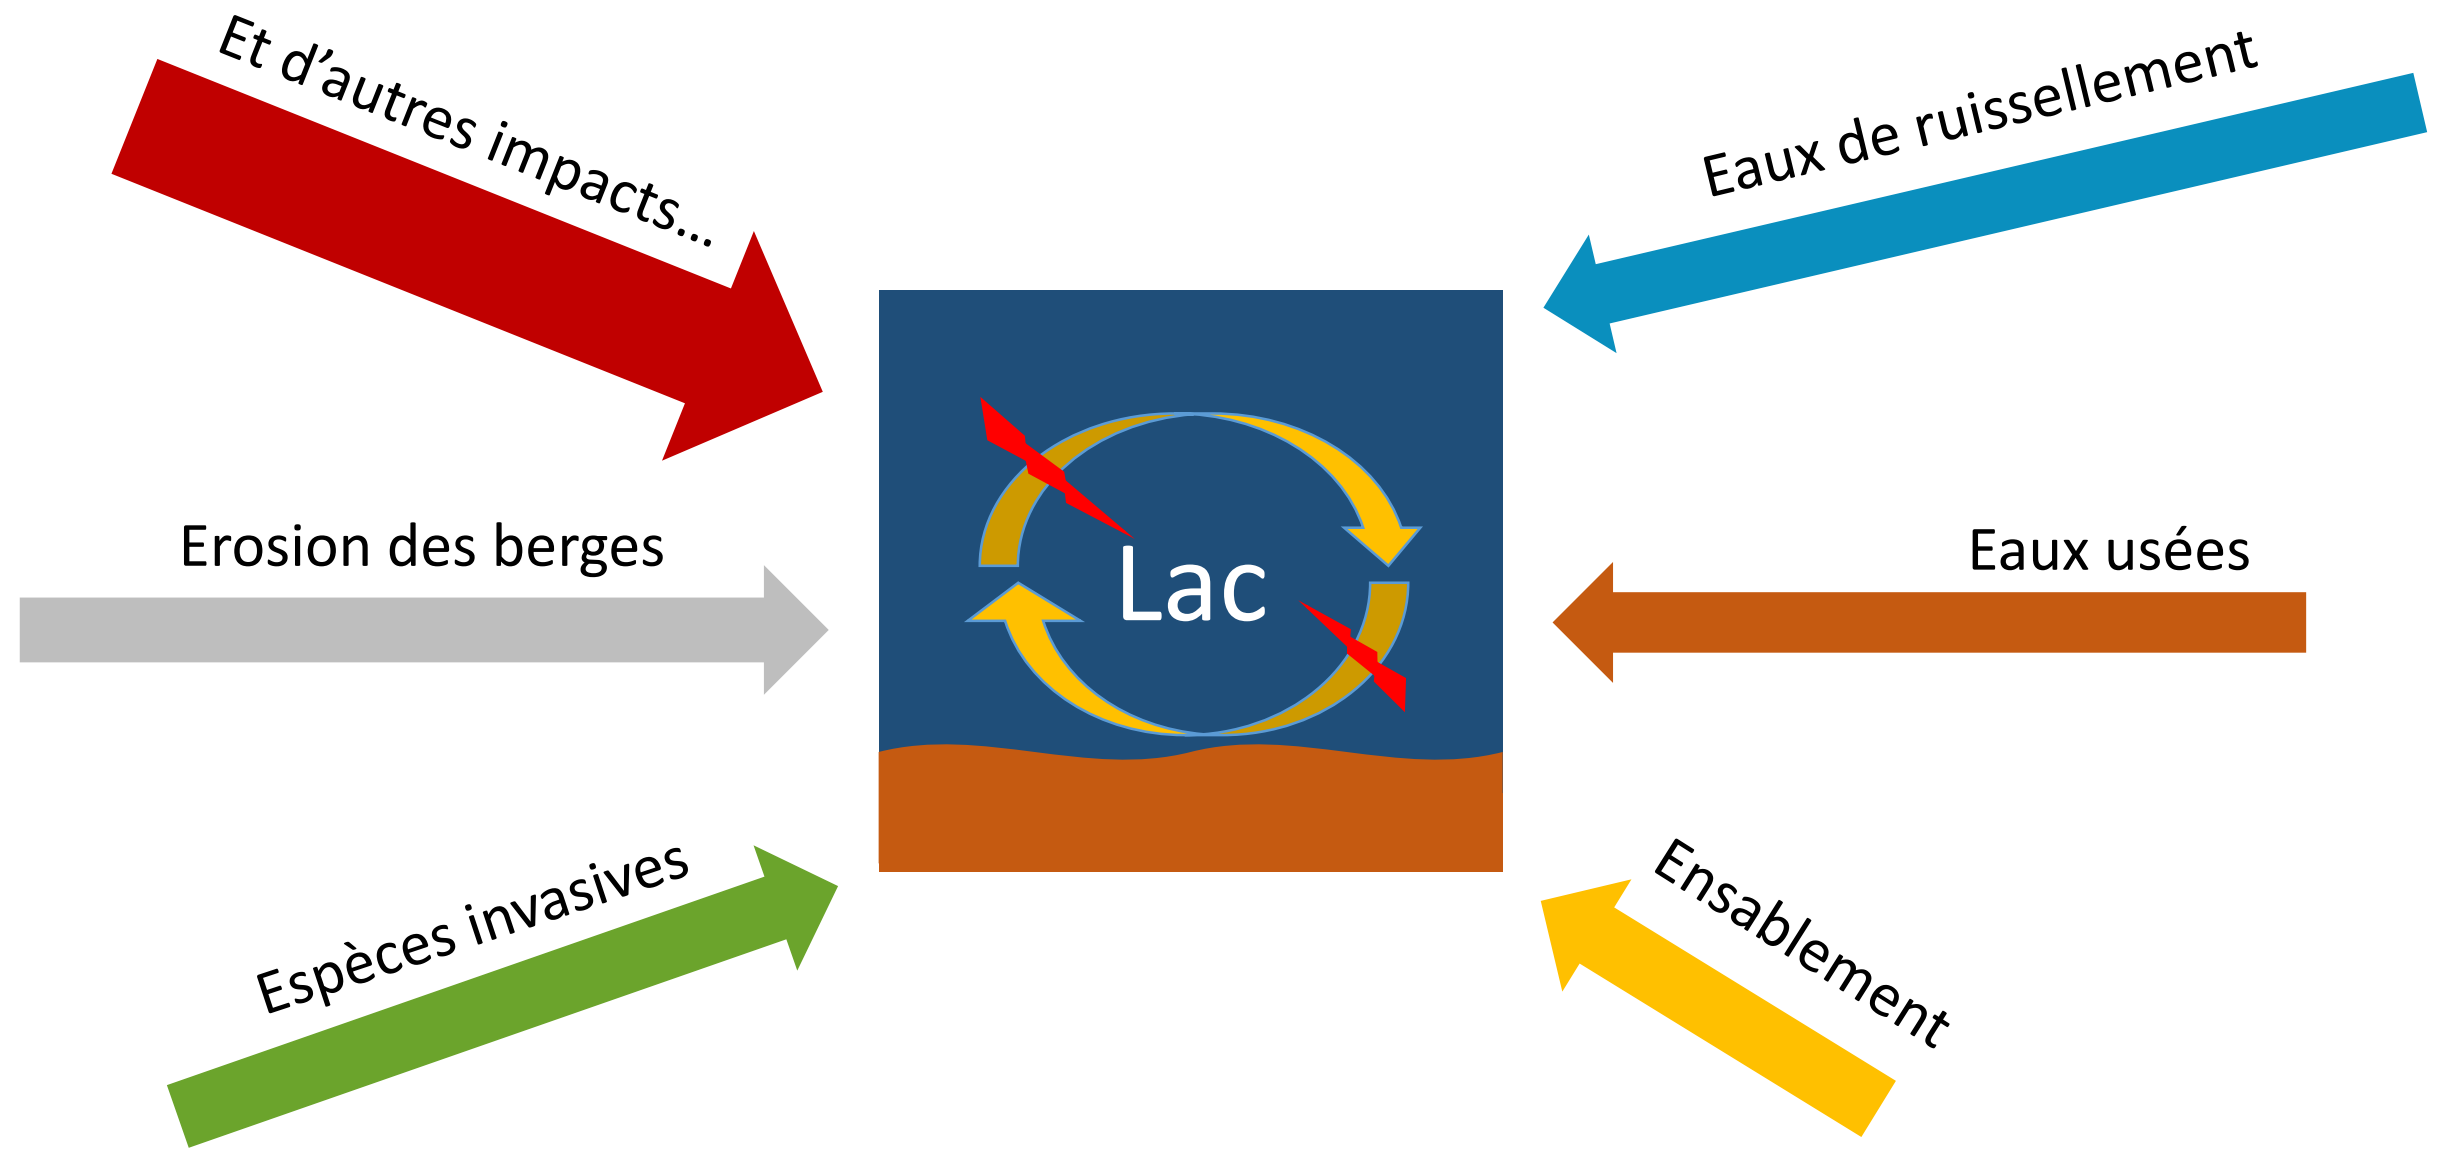 Et d’autres impacts...
Eaux de ruissellement
Erosion des berges
Lac
Eaux usées
Espèces invasives
Ensablement